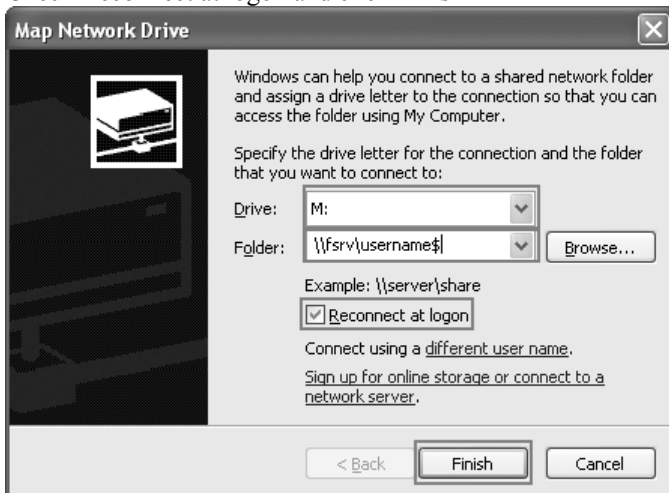 Map Network Drive
Windows can help you connect to a shared network folder
and assign a drive letter to the connection so that you can
access the folder using My Computer.
Specify the drive letter for the connection and the folder
that you want to connect to:
Drive: M:
Folder: \\fsrv\username$ Browse...
Example: \\server\share
Reconnect at logon
Connect using a different user name.
Sign up for online storage or connect to a
network server.
< Back Finish Cancel